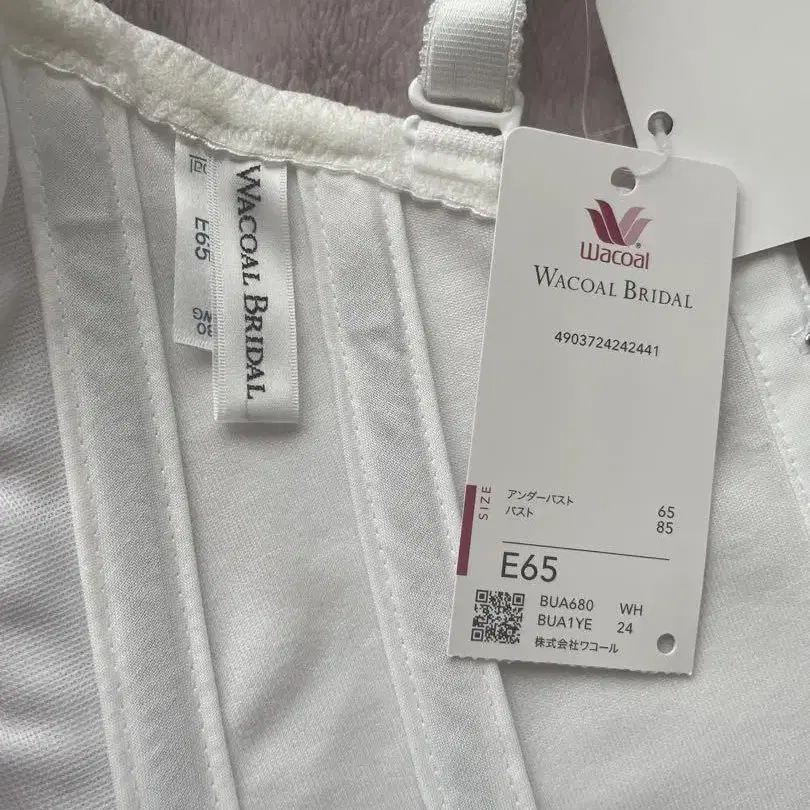 WACOAL BRIDAL
E65
Wacoal
WACOAL BRIDAL
4903724242441
SIZE
アンダーバスト 65
バスト 85
E65
BUA680 WH
BUA1YE 24
株式会社ワコール